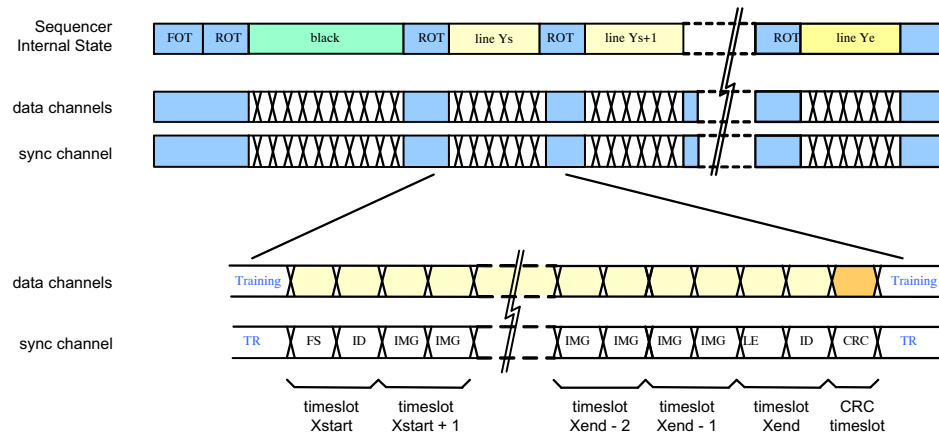 Sequencer
Internal State
FOT ROT black ROT line Ys ROT line Ys+1 ROT line Ye
data channels
sync channel
data channels
Training Training
sync channel
TR FS ID IMG IMG IMG IMG IMG IMG LE ID CRC TR
timeslot timeslot timeslot timeslot timeslot CRC
Xstart Xstart + 1 Xend - 2 Xend - 1 Xend timeslot